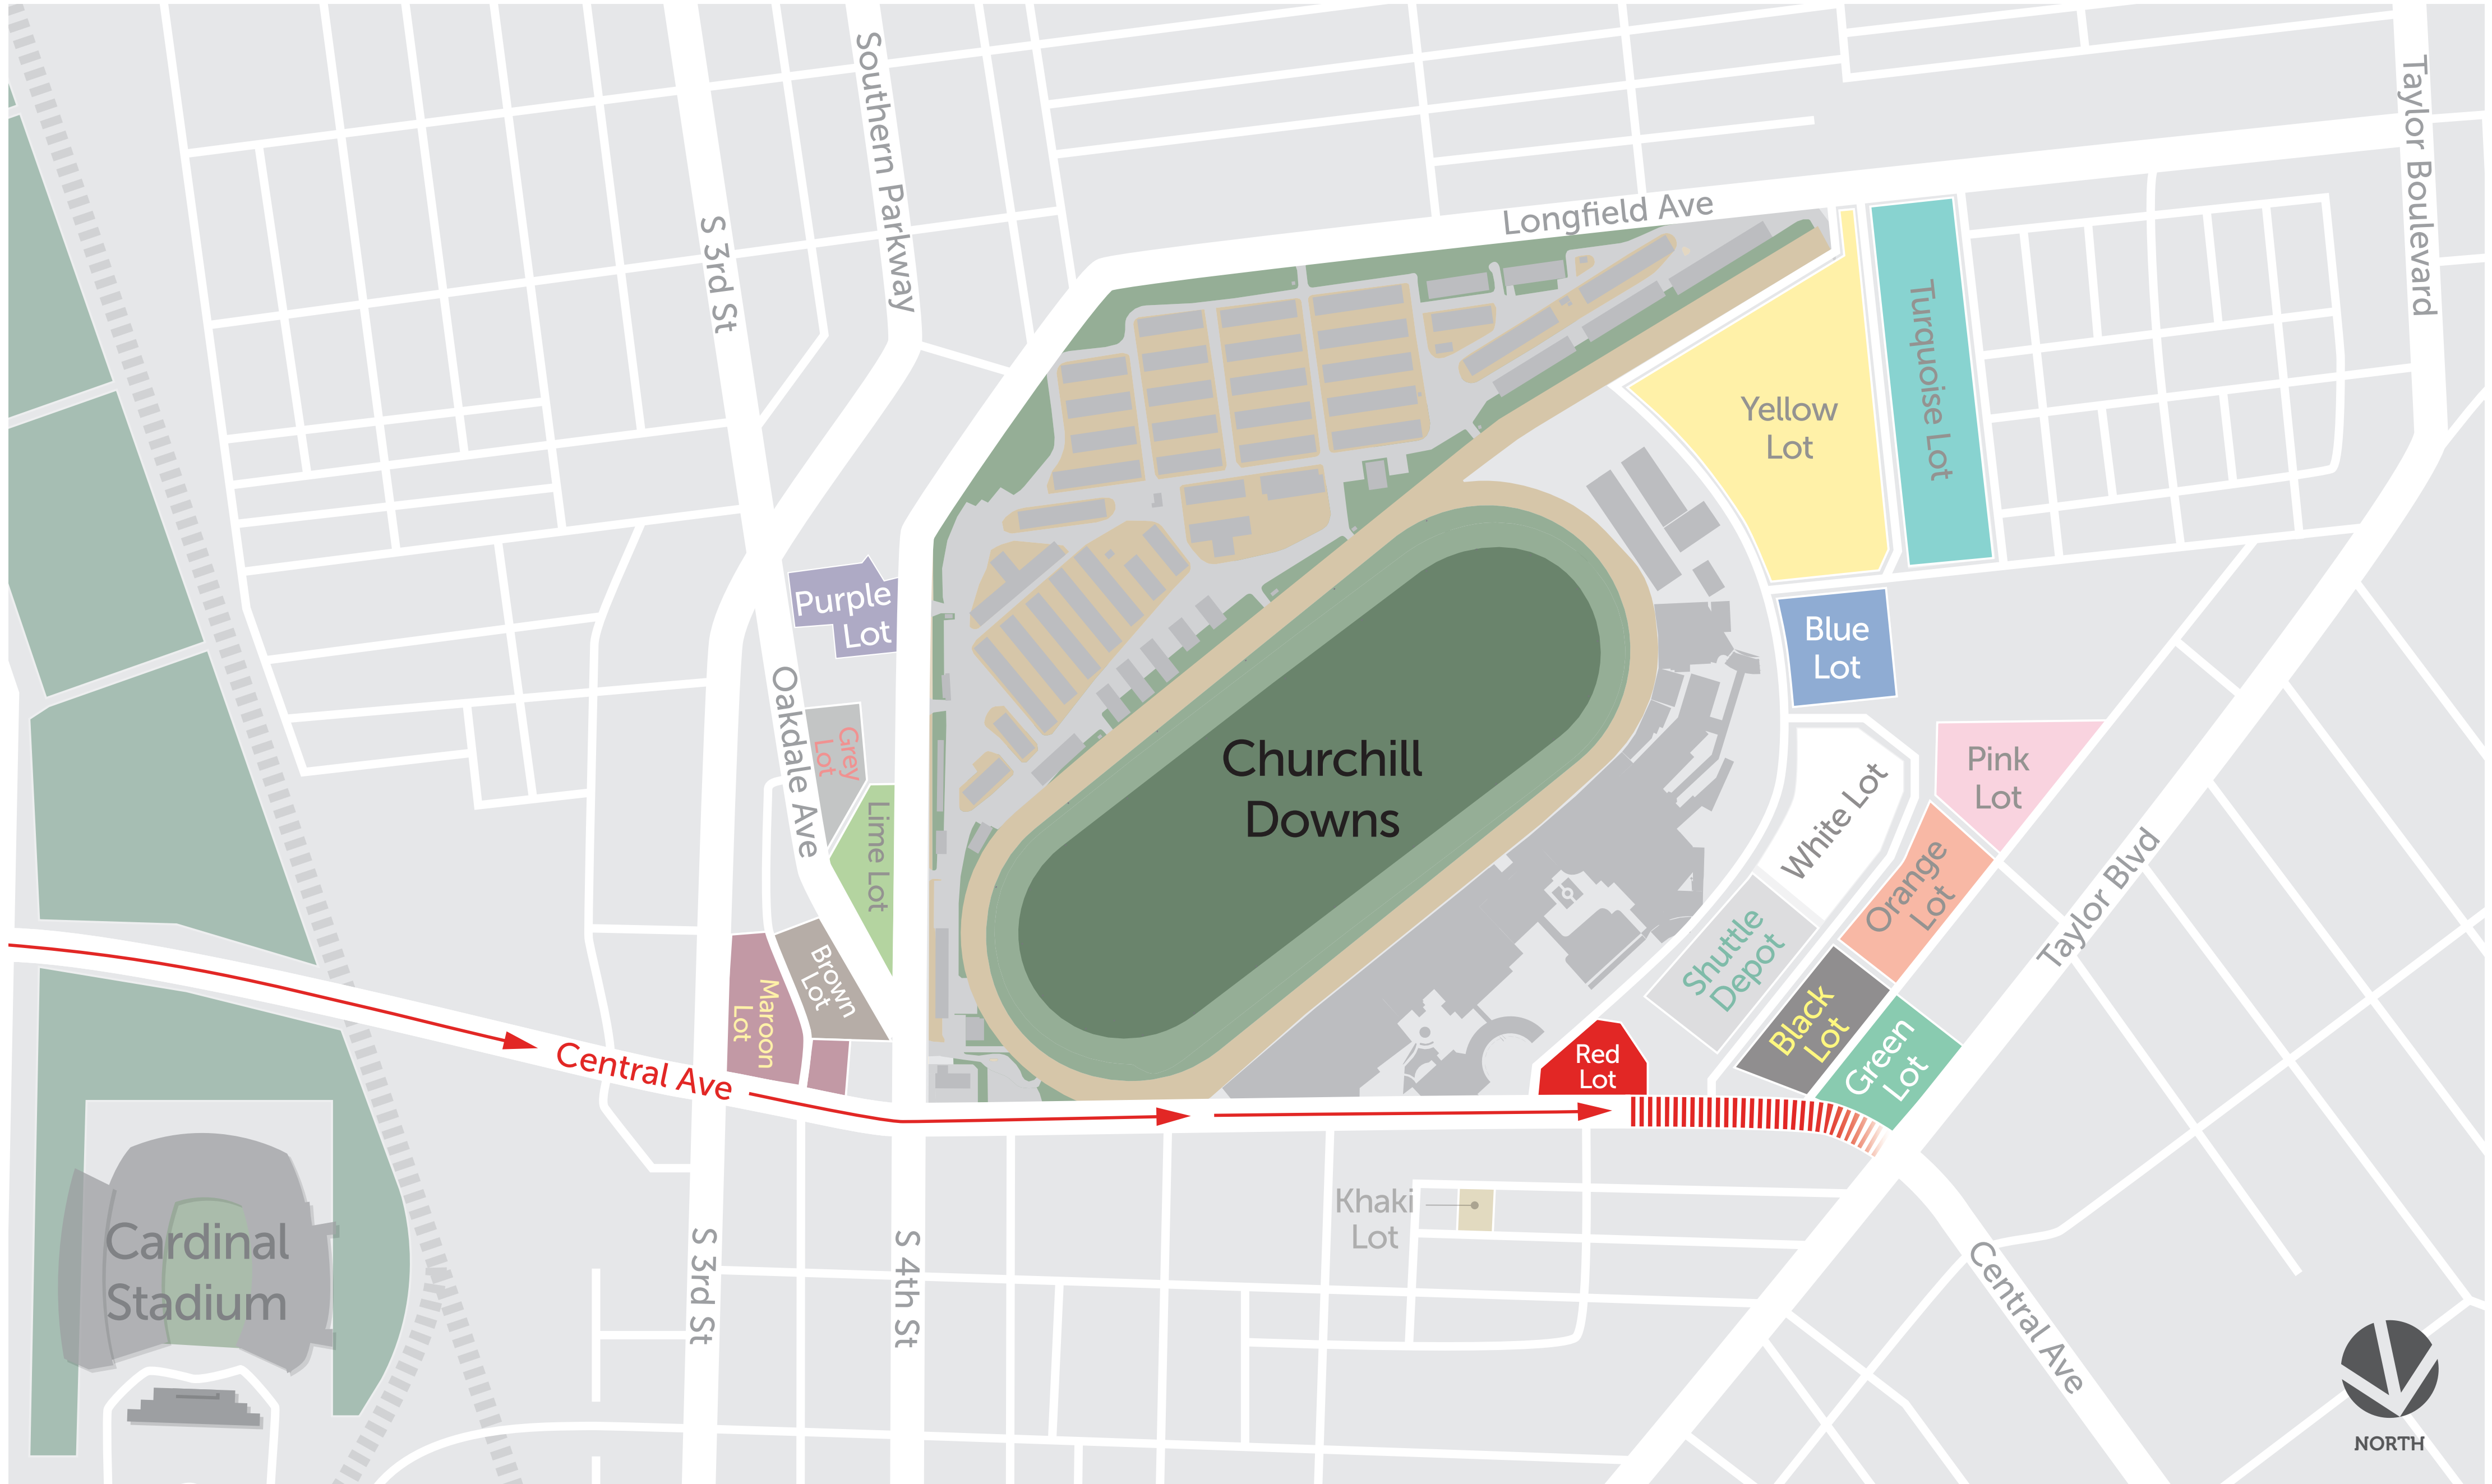 Southern Parkway
Taylor Boulevard
S 3rd St
Longfield Ave
Turquoise Lot
Yellow
Lot
Purple
Lot
Blue
Lot
Oakdale Ave
Grey
Lot
Lime Lot
Churchill
Downs
White Lot
Pink
Lot
Orange
Lot
Taylor Blvd
Shuttle
Depot
Brown
Lot
Maroon
Lot
Black
Lot
Green
Lot
Red
Lot
Central Ave
Khaki
Lot
Cardinal
Stadium
S 3rd St
S 4th St
Central Ave
NORTH